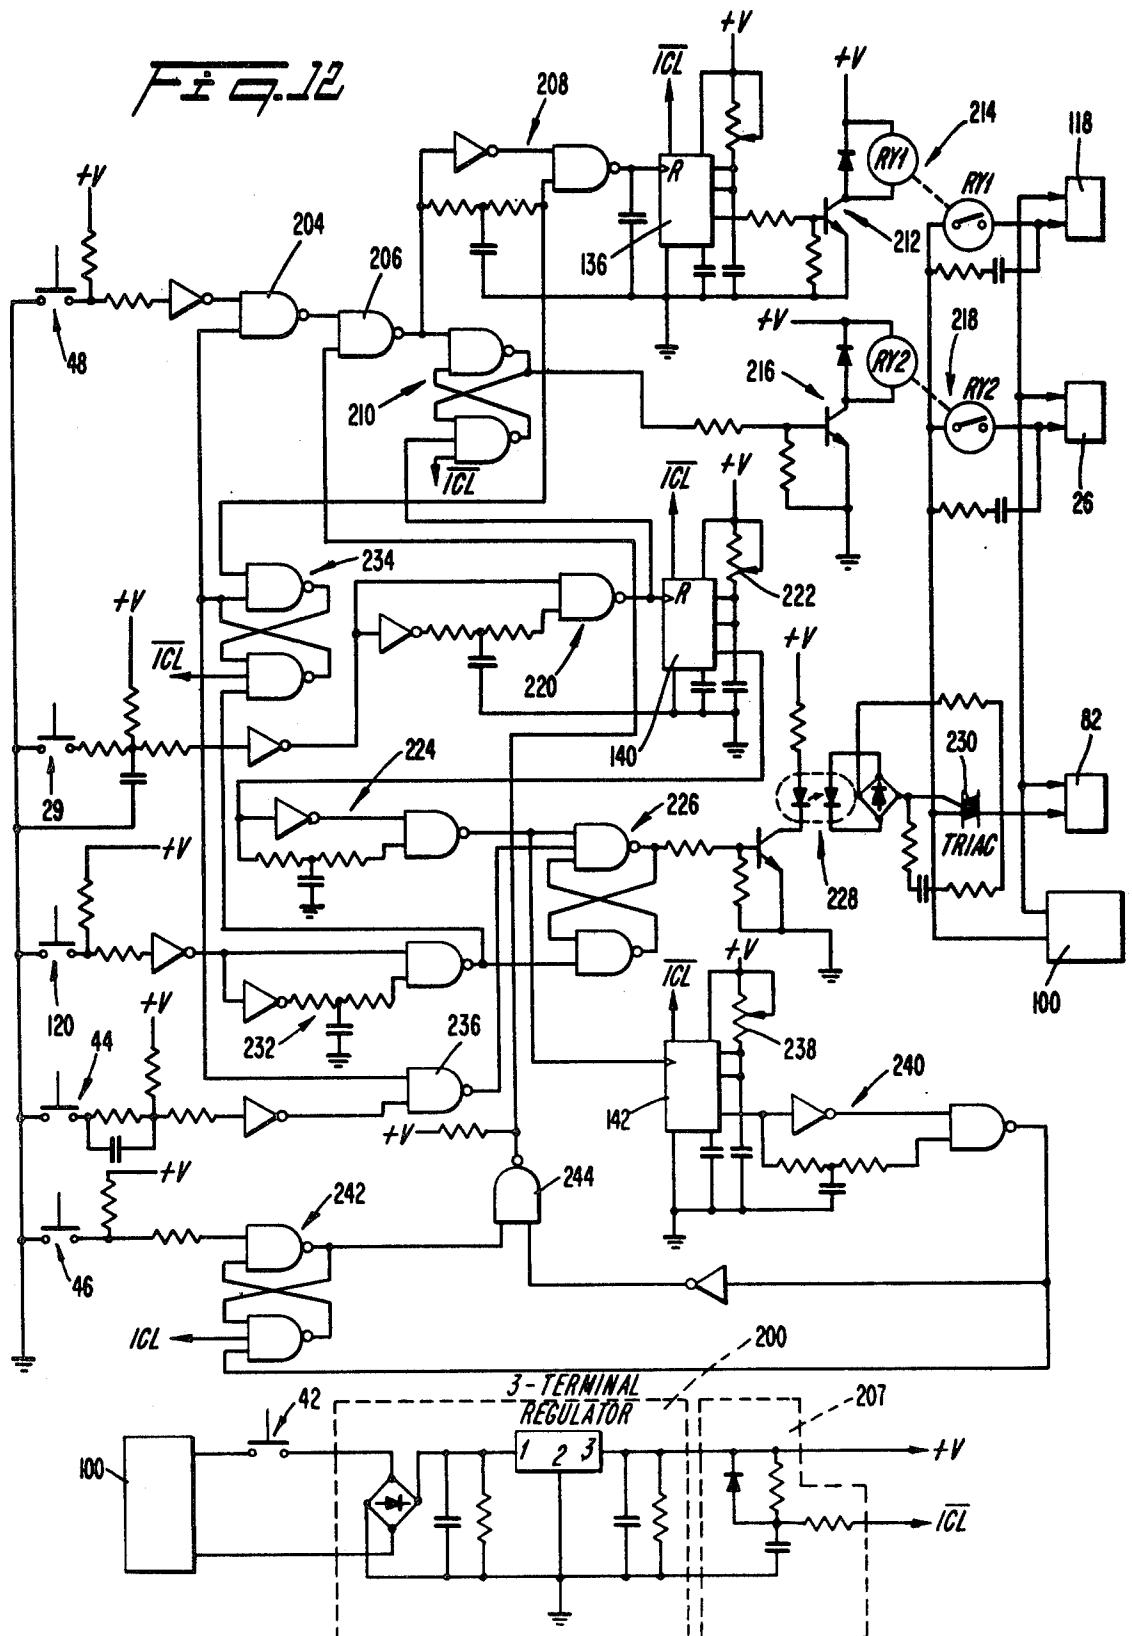 Fig. 12
+V
ICL
+V
208
214
118
+V
R
RY1
RY1
204
206
136
212
48
+V
RY2
218
216
RY2
210
ICL
ICL
+V
26
234
R
222
+V
ICL
220
+V
140
224
230
82
29
226
+V
TRIAC
228
120
+V
ICL
+V
100
44
232
236
238
240
142
+V
+V
244
242
46
ICL
200
3-TERMINAL
REGULATOR
207
42
1 2 3
+V
100
ICL